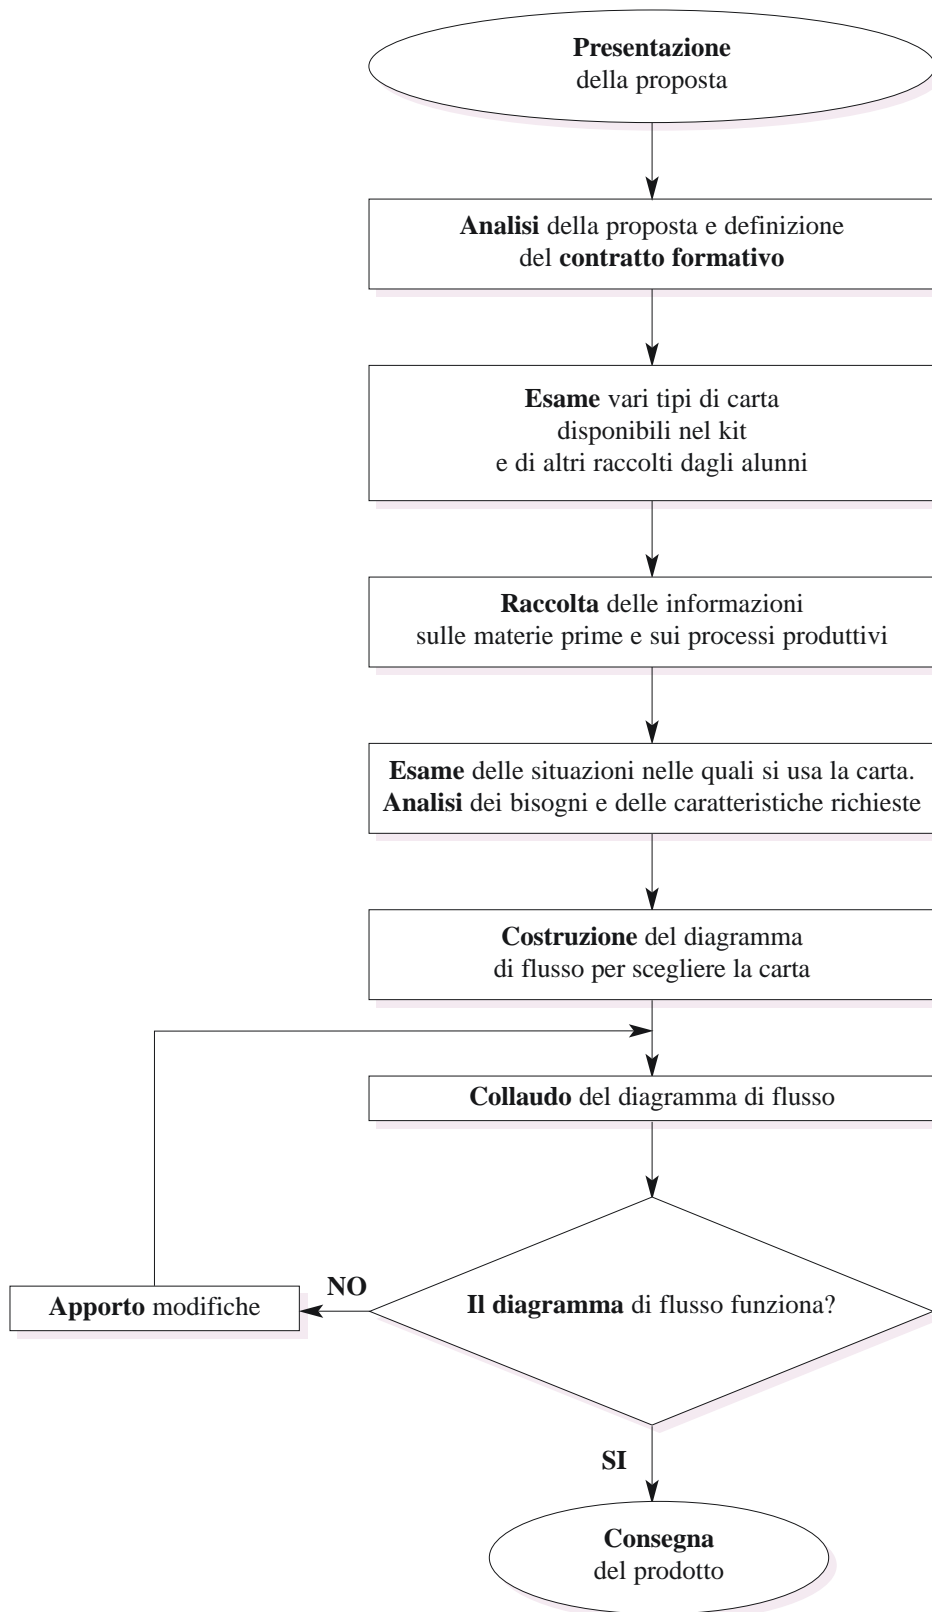 Presentazione
della proposta
Analisi della proposta e definizione
del contratto formativo
Esame vari tipi di carta
disponibili nel kit
e di altri raccolti dagli alunni
Raccolta delle informazioni
sulle materie prime e sui processi produttivi
Esame delle situazioni nelle quali si usa la carta.
Analisi dei bisogni e delle caratteristiche richieste
Costruzione del diagramma
di flusso per scegliere la carta
Collaudo del diagramma di flusso
Il diagramma di flusso funziona?
NO
Apporto modifiche
SI
Consegna
del prodotto